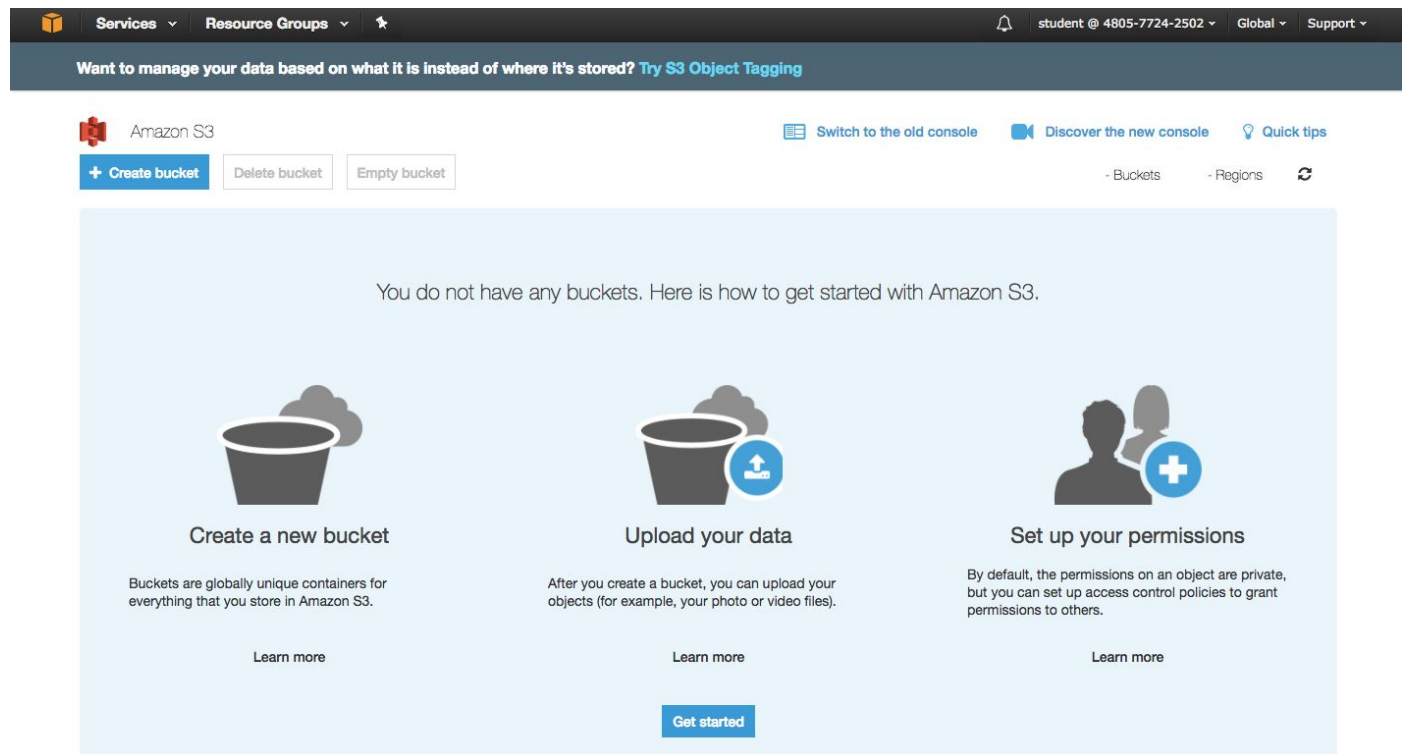 Services Resource Groups student @ 4805-7724-2502 Global Support
Want to manage your data based on what it is instead of where it's stored? Try S3 Object Tagging
Amazon S3 Switch to the old console Discover the new console Quick tips
+ Create bucket Delete bucket Empty bucket - Buckets - Regions
You do not have any buckets. Here is how to get started with Amazon S3.
Create a new bucket
Buckets are globally unique containers for
everything that you store in Amazon S3.
Learn more
Upload your data
After you create a bucket, you can upload your
objects (for example, your photo or video files).
Learn more
Set up your permissions
By default, the permissions on an object are private,
but you can set up access control policies to grant
permissions to others.
Learn more
Get started